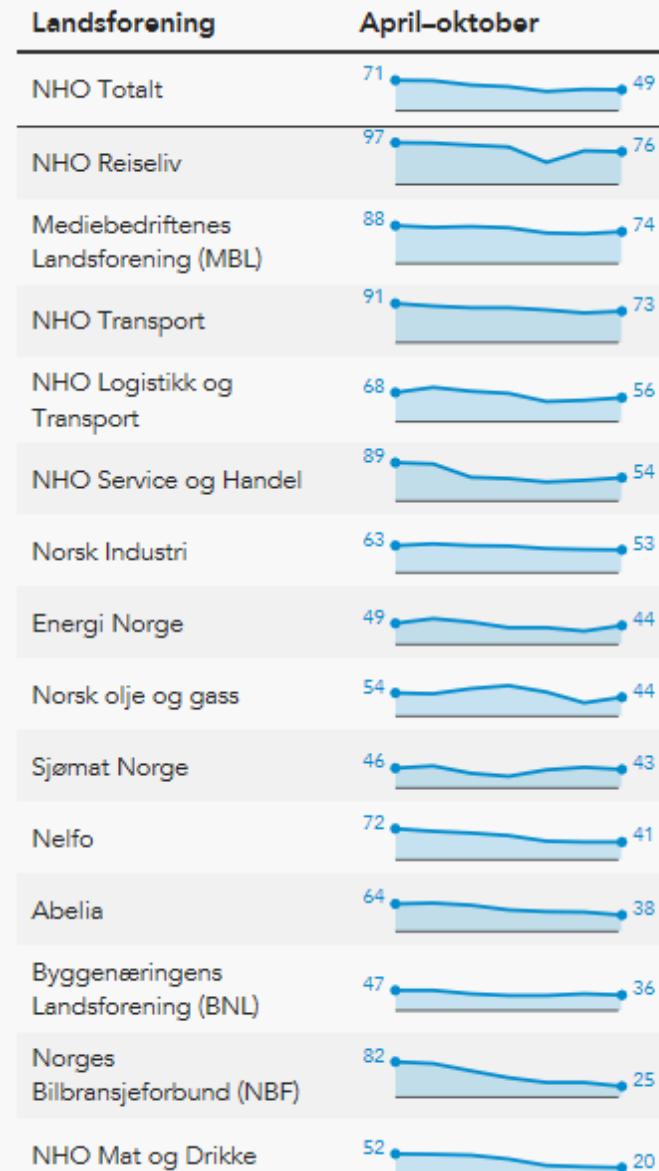 Landsforening April–oktober
NHO Totalt 71 49
NHO Reiseliv 97 76
Mediebedriftenes
Landsforening (MBL) 88 74
NHO Transport 91 73
NHO Logistikk og
Transport 68 56
NHO Service og Handel 89 54
Norsk Industri 63 53
Energi Norge 49 44
Norsk olje og gass 54 44
Sjømat Norge 46 43
Nelfo 72 41
Abelia 64 38
Byggenæringens
Landsforening (BNL) 47 36
Norges
Bilbransjeforbund (NBF) 82 25
NHO Mat og Drikke 52 20